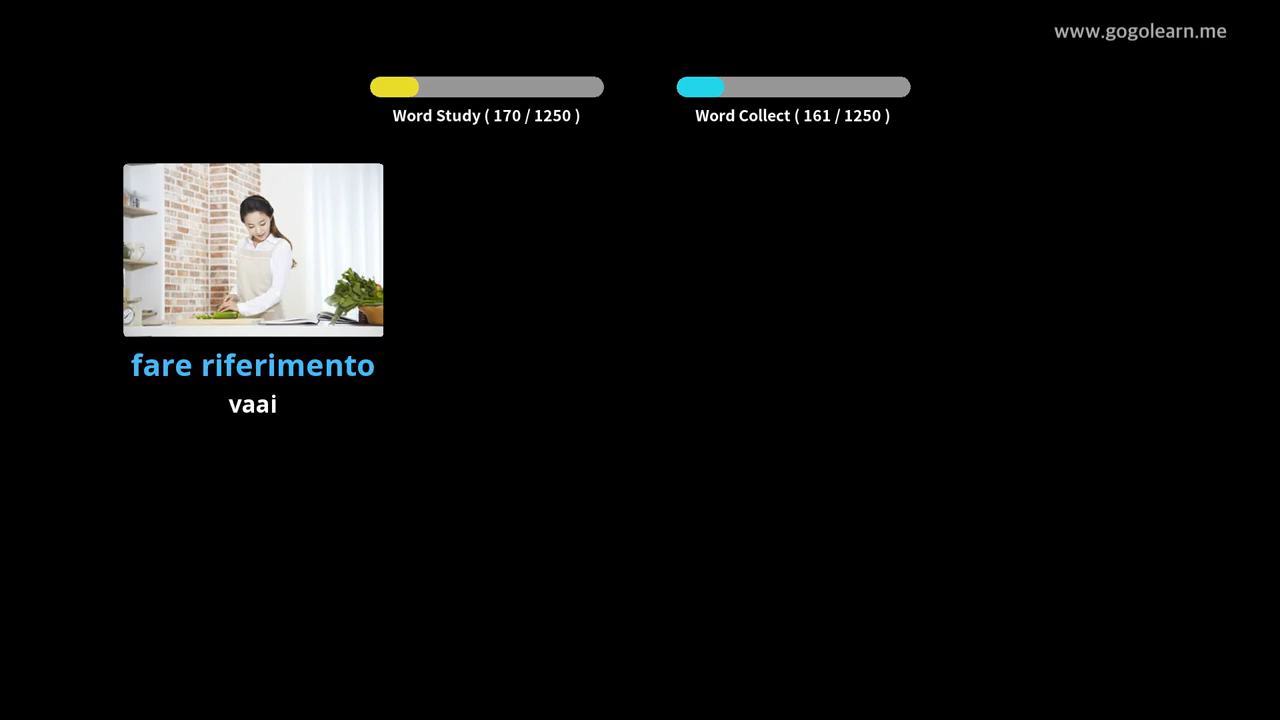 www.gogolearn.me
Word Study ( 170 / 1250 )
Word Collect ( 161 / 1250 )
fare riferimento
vaai